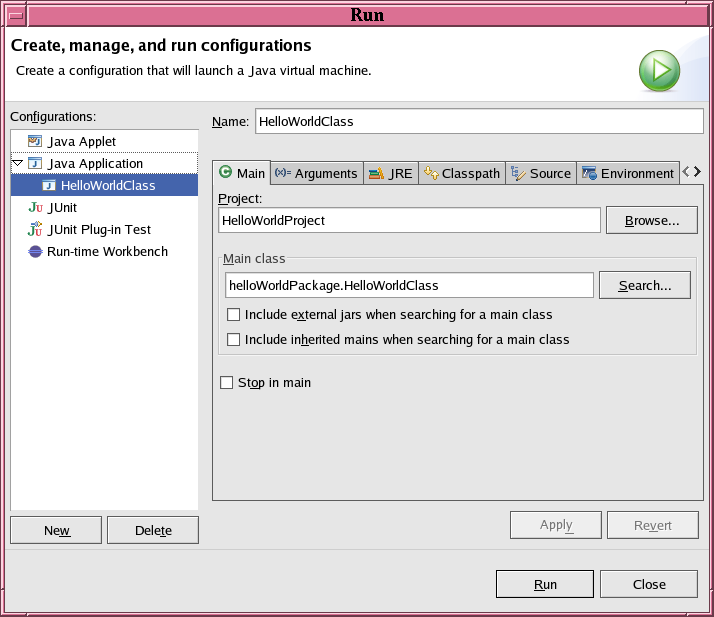 Run
Create, manage, and run configurations
Create a configuration that will launch a Java virtual machine.
Configurations:
Java Applet
Java Application
HelloWorldClass
JUnit
JUnit Plug-in Test
Run-time Workbench
New
Delete
Name:
HelloWorldClass
Main
Arguments
JRE
Classpath
Source
Environment
Project:
HelloWorldProject
Browse...
Main class
helloWorldPackage.HelloWorldClass
Search...
Include external jars when searching for a main class
Include inherited mains when searching for a main class
Stop in main
Apply
Revert
Run
Close